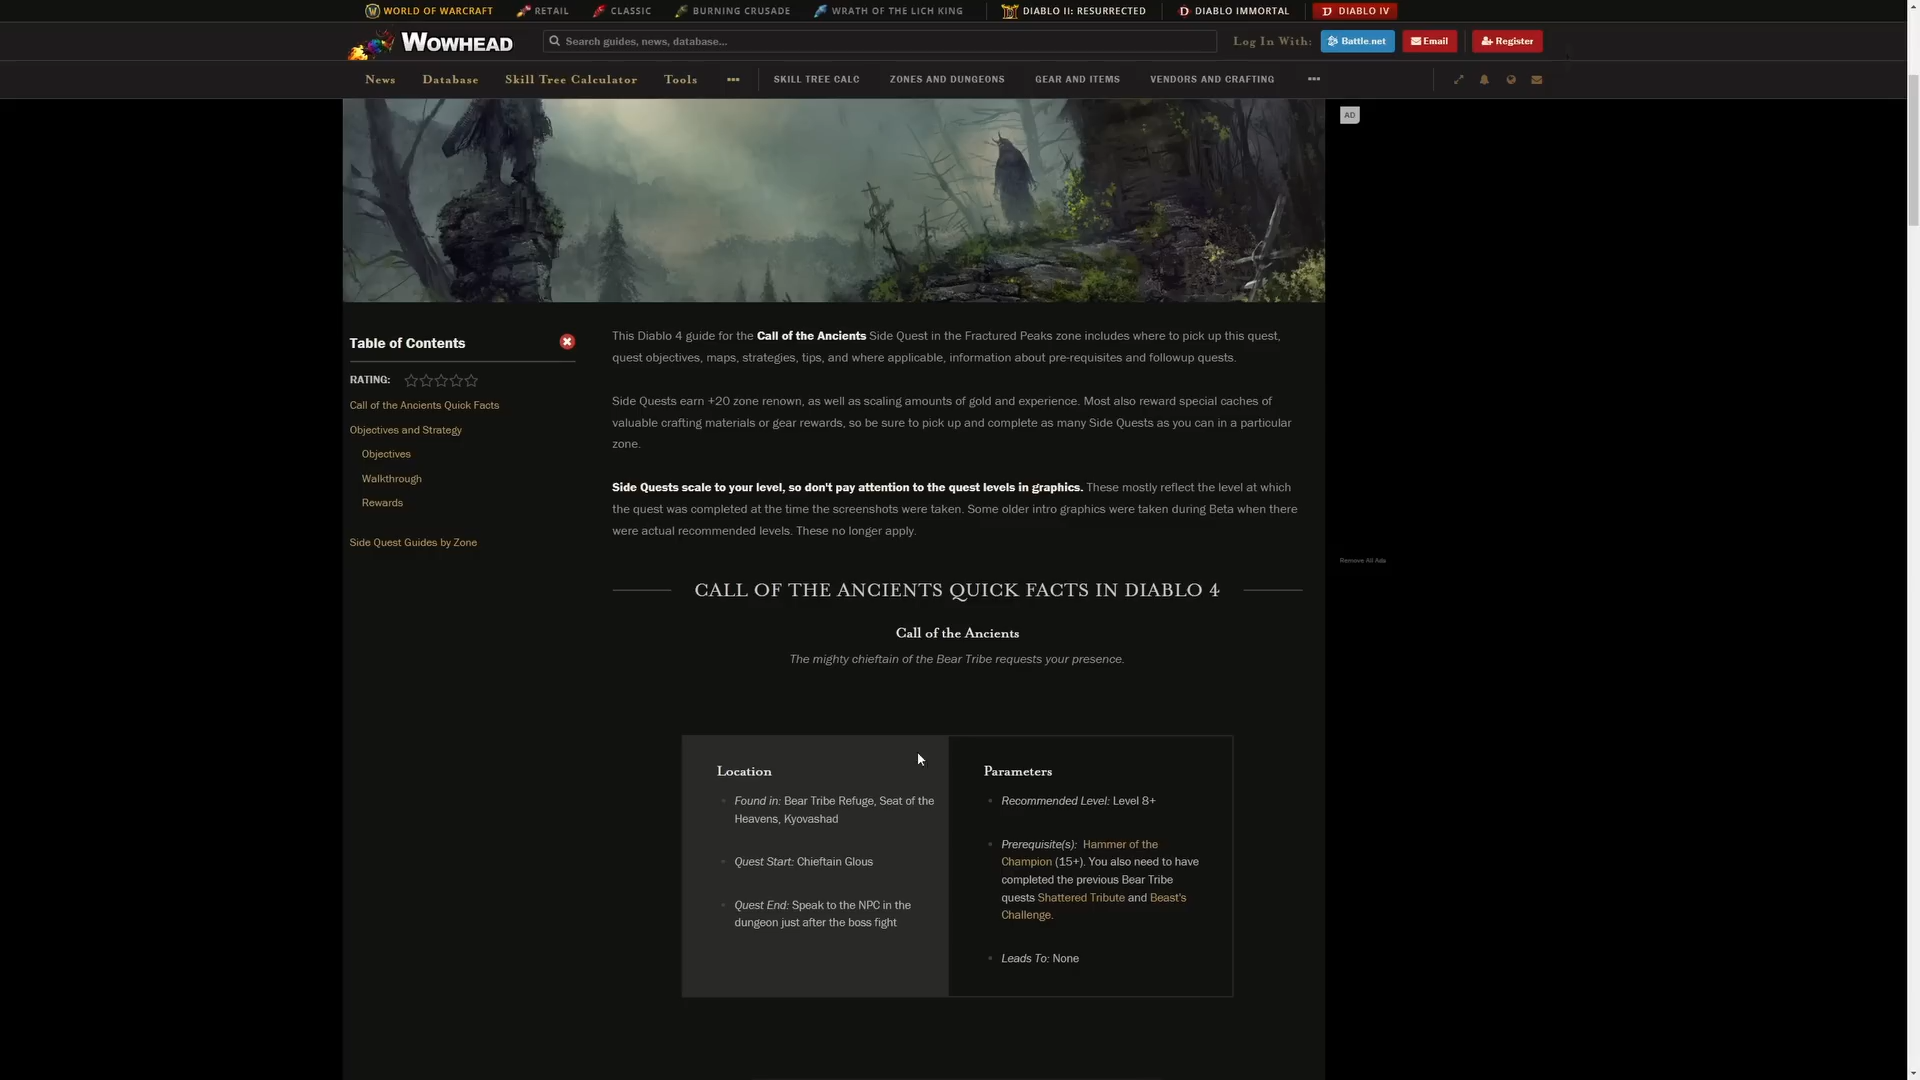 WORLD OF WARCRAFT RETAIL CLASSIC BURNING CRUSADE WRATH OF THE LICH KING DIABLO II: RESURRECTED DIABLO IMMORTAL DIABLO IV
WOWHEAD Search guides, news, database... Log In With: Battle.net Email Register
News Database Skill Tree Calculator Tools ••• SKILL TREE CALC ZONES AND DUNGEONS GEAR AND ITEMS VENDORS AND CRAFTING •••
AD
Table of Contents
RATING:
Call of the Ancients Quick Facts
Objectives and Strategy
Objectives
Walkthrough
Rewards
Side Quest Guides by Zone
This Diablo 4 guide for the Call of the Ancients Side Quest in the Fractured Peaks zone includes where to pick up this quest,
quest objectives, maps, strategies, tips, and where applicable, information about pre-requisites and followup quests.
Side Quests earn +20 zone renown, as well as scaling amounts of gold and experience. Most also reward special caches of
valuable crafting materials or gear rewards, so be sure to pick up and complete as many Side Quests as you can in a particular
zone.
Side Quests scale to your level, so don't pay attention to the quest levels in graphics. These mostly reflect the level at which
the quest was completed at the time the screenshots were taken. Some older intro graphics were taken during Beta when there
were actual recommended levels. These no longer apply.
Remove All Ads
CALL OF THE ANCIENTS QUICK FACTS IN DIABLO 4
Call of the Ancients
The mighty chieftain of the Bear Tribe requests your presence.
Location
Found in: Bear Tribe Refuge, Seat of the
Heavens, Kyovashad
Quest Start: Chieftain Glous
Quest End: Speak to the NPC in the
dungeon just after the boss fight
Parameters
Recommended Level: Level 8+
Prerequisite(s): Hammer of the
Champion (15+). You also need to have
completed the previous Bear Tribe
quests Shattered Tribute and Beast's
Challenge.
Leads To: None